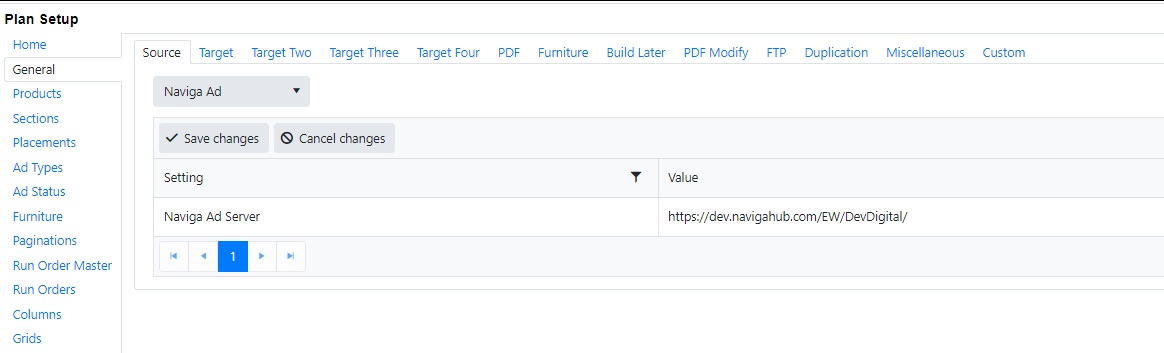 Plan Setup
Home
General
Products
Sections
Placements
Ad Types
Ad Status
Furniture
Paginations
Run Order Master
Run Orders
Columns
Grids
Source Target Target Two Target Three Target Four PDF Furniture Build Later PDF Modify FTP Duplication Miscellaneous Custom
Naviga Ad
Save changes Cancel changes
Setting Value
Naviga Ad Server https://dev.navigahub.com/EW/DevDigital/
1